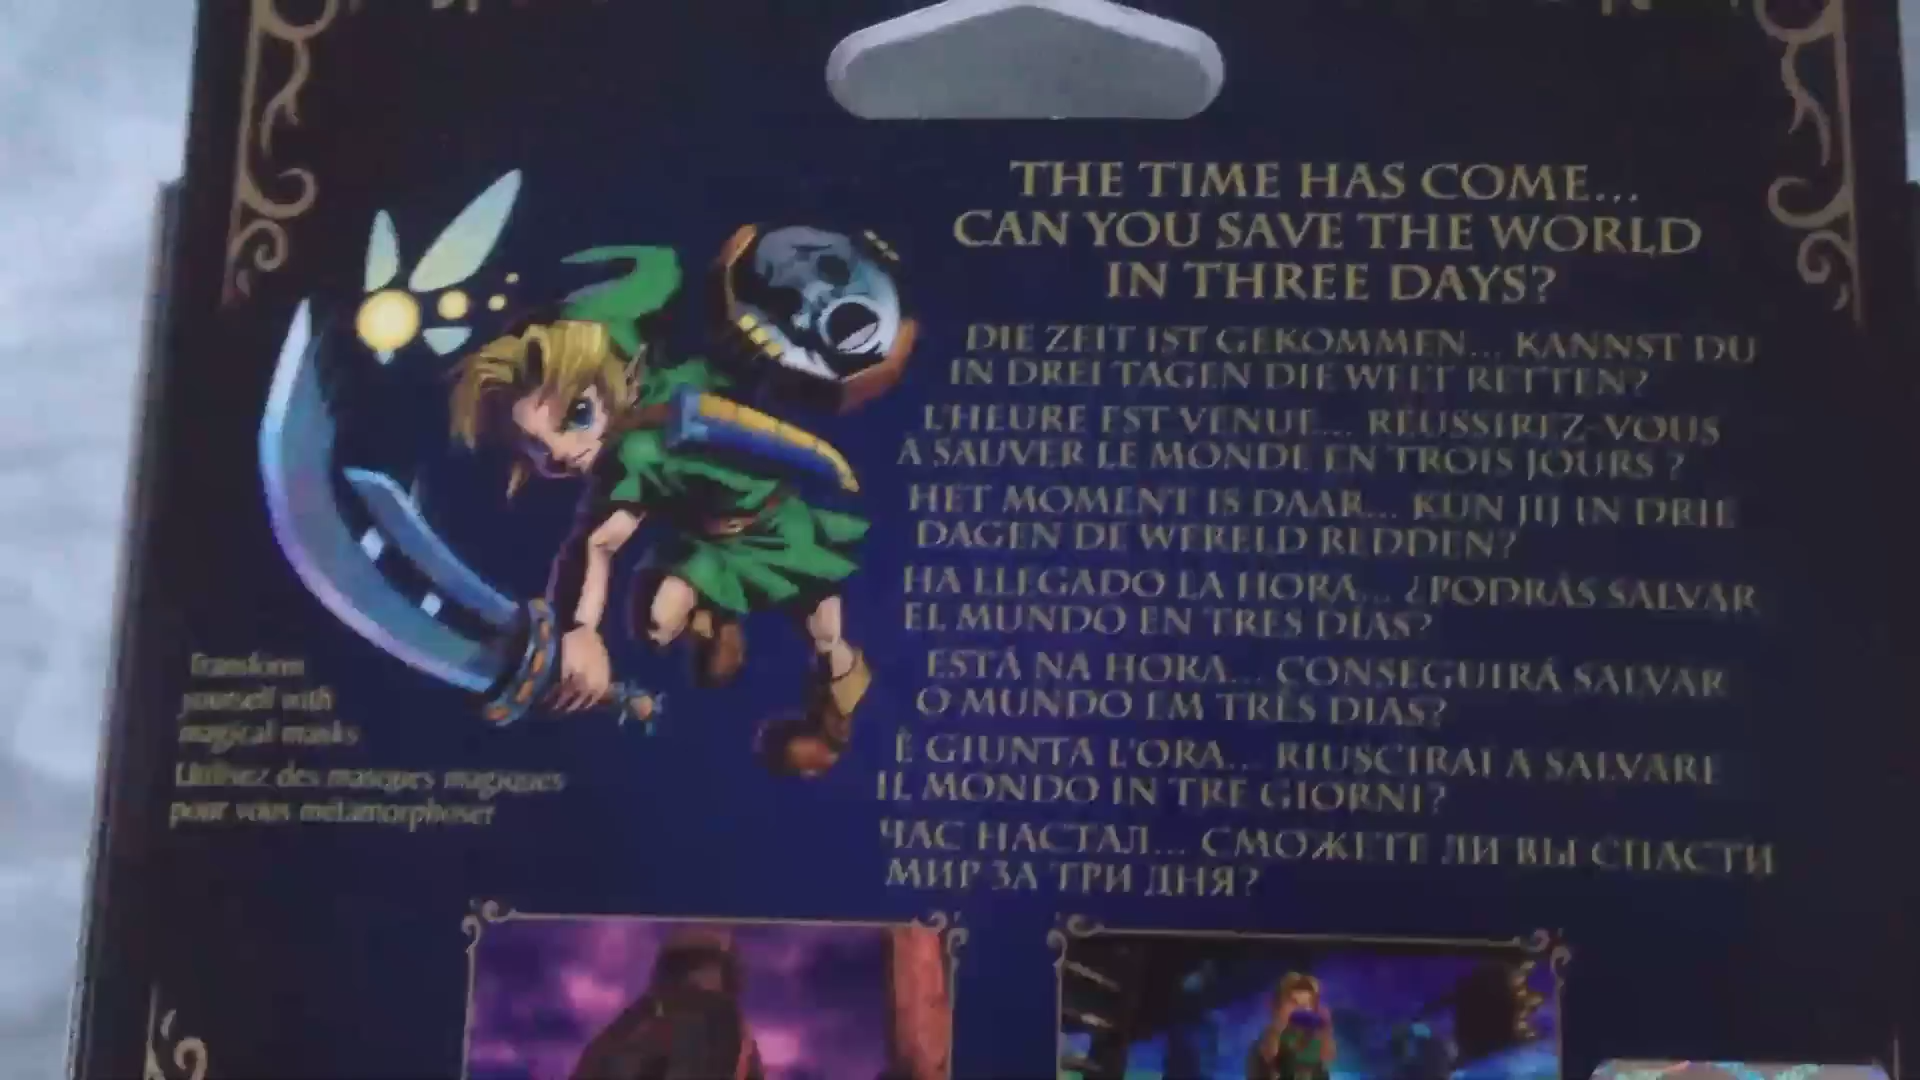 THE TIME HAS COME...
CAN YOU SAVE THE WORLD
IN THREE DAYS?
DIE ZEIT IST GEKOMMEN... KANNST DU
IN DREI TAGEN DIE WELT RETTEN?
L'HEURE EST VENUE... RÉUSSIREZ-VOUS
À SAUVER LE MONDE EN TROIS JOURS ?
HET MOMENT IS DAAR... KUN JIJ IN DRIE
DAGEN DE WERELD REDDEN?
HA LLEGADO LA HORA... ¿PODRÁS SALVAR
EL MUNDO EN TRES DÍAS?
ESTÁ NA HORA... CONSEGUIRÁ SALVAR
O MUNDO EM TRÊS DIAS?
È GIUNTA L'ORA... RIUSCIRAI A SALVARE
IL MONDO IN TRE GIORNI?
ЧАС НАСТАЛ... СМОЖЕТЕ ЛИ ВЫ СПАСТИ
МИР ЗА ТРИ ДНЯ?
Transform
yourself with
magical masks
Utilisez des masques magiques
pour vous métamorphoser